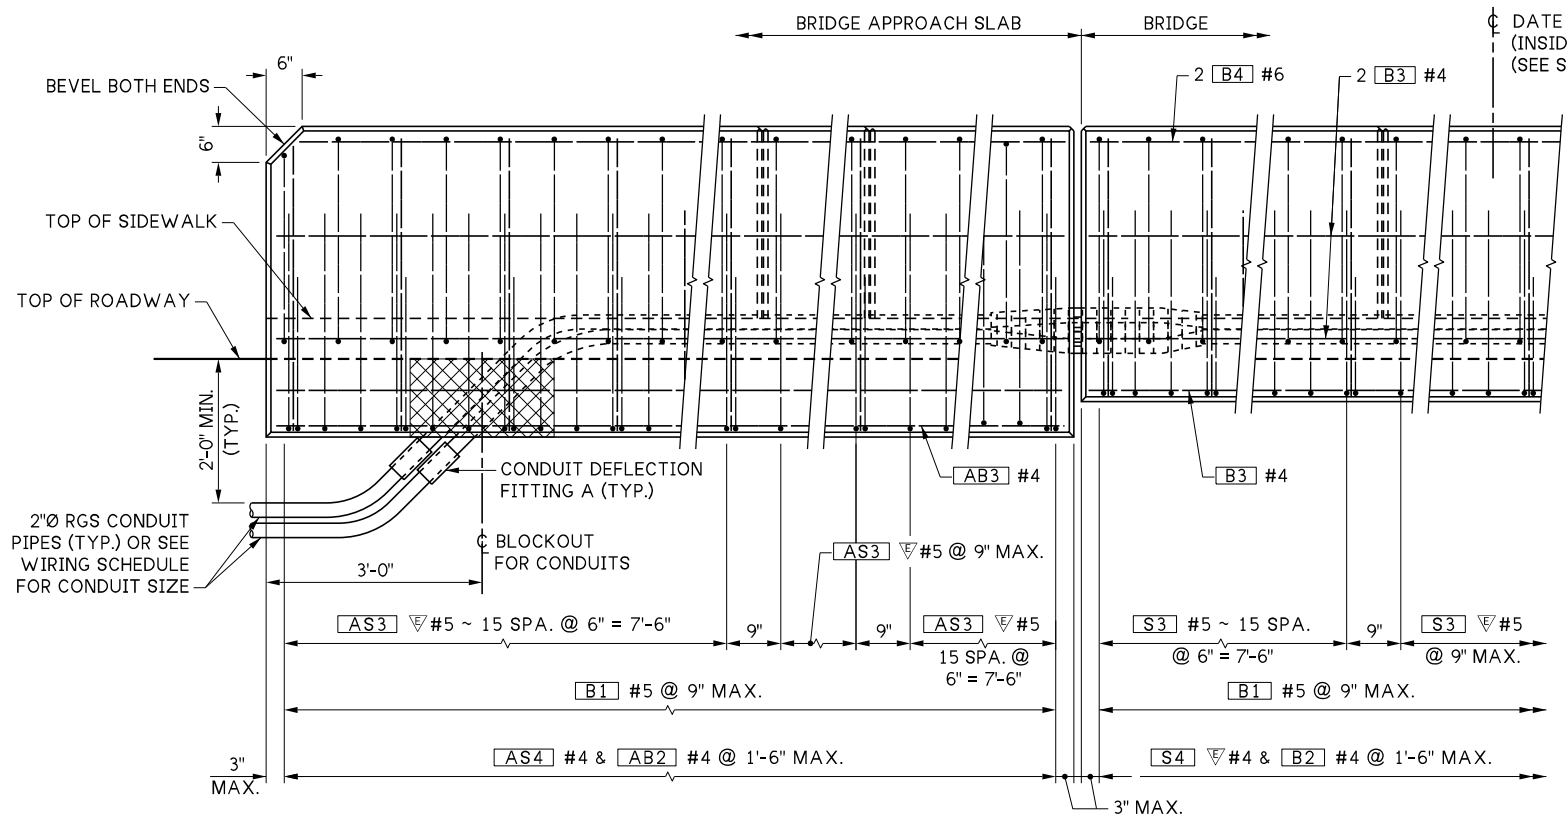 BRIDGE APPROACH SLAB
BRIDGE
℄ DATE
(INSID
(SEE S
6"
BEVEL BOTH ENDS
2 B4 #6
2 B3 #4
6"
TOP OF SIDEWALK
TOP OF ROADWAY
2'-0" MIN.
(TYP.)
CONDUIT DEFLECTION
FITTING A (TYP.)
AB3 #4
B3 #4
2"Ø RGS CONDUIT
PIPES (TYP.) OR SEE
WIRING SCHEDULE
FOR CONDUIT SIZE
℄ BLOCKOUT
FOR CONDUITS
3'-0"
AS3 E #5 @ 9" MAX.
AS3 E #5 ~ 15 SPA. @ 6" = 7'-6"
9"
9"
AS3 E #5
15 SPA. @
6" = 7'-6"
S3 #5 ~ 15 SPA.
@ 6" = 7'-6"
9"
S3 E #5
@ 9" MAX.
B1 #5 @ 9" MAX.
B1 #5 @ 9" MAX.
3"
MAX.
AS4 #4 & AB2 #4 @ 1'-6" MAX.
S4 E #4 & B2 #4 @ 1'-6" MAX.
3" MAX.